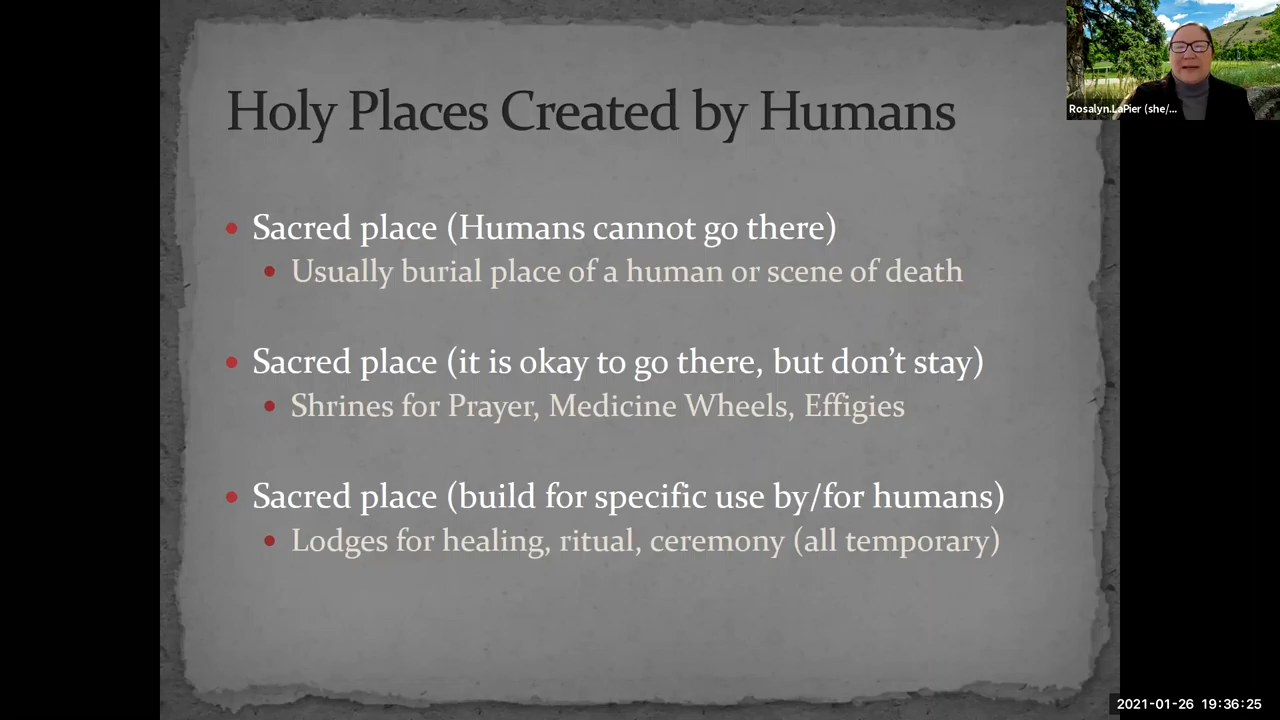 Holy Places Created by Humans
Rosalyn.LaPier (she/...
Sacred place (Humans cannot go there)
Usually burial place of a human or scene of death
Sacred place (it is okay to go there, but don’t stay)
Shrines for Prayer, Medicine Wheels, Effigies
Sacred place (build for specific use by/for humans)
Lodges for healing, ritual, ceremony (all temporary)
2021-01-26 19:36:25